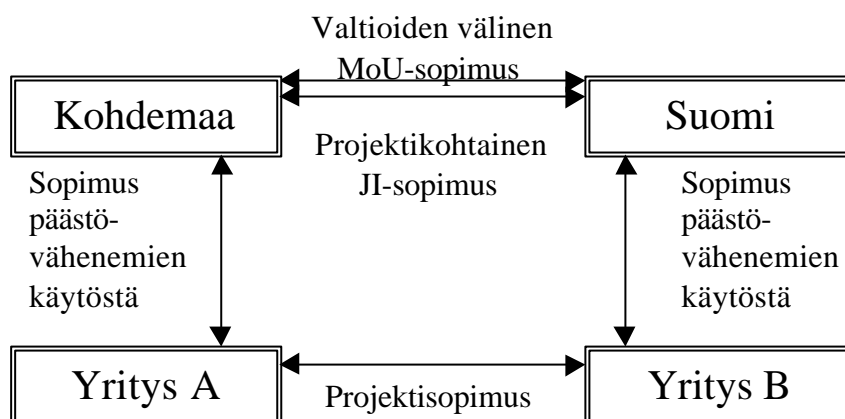 Valtioiden välinen
MoU-sopimus
Kohdemaa
Suomi
Projektikohtainen
JI-sopimus
Sopimus
päästö-
vähenemien
käytöstä
Sopimus
päästö-
vähenemien
käytöstä
Yritys A
Projektisopimus
Yritys B